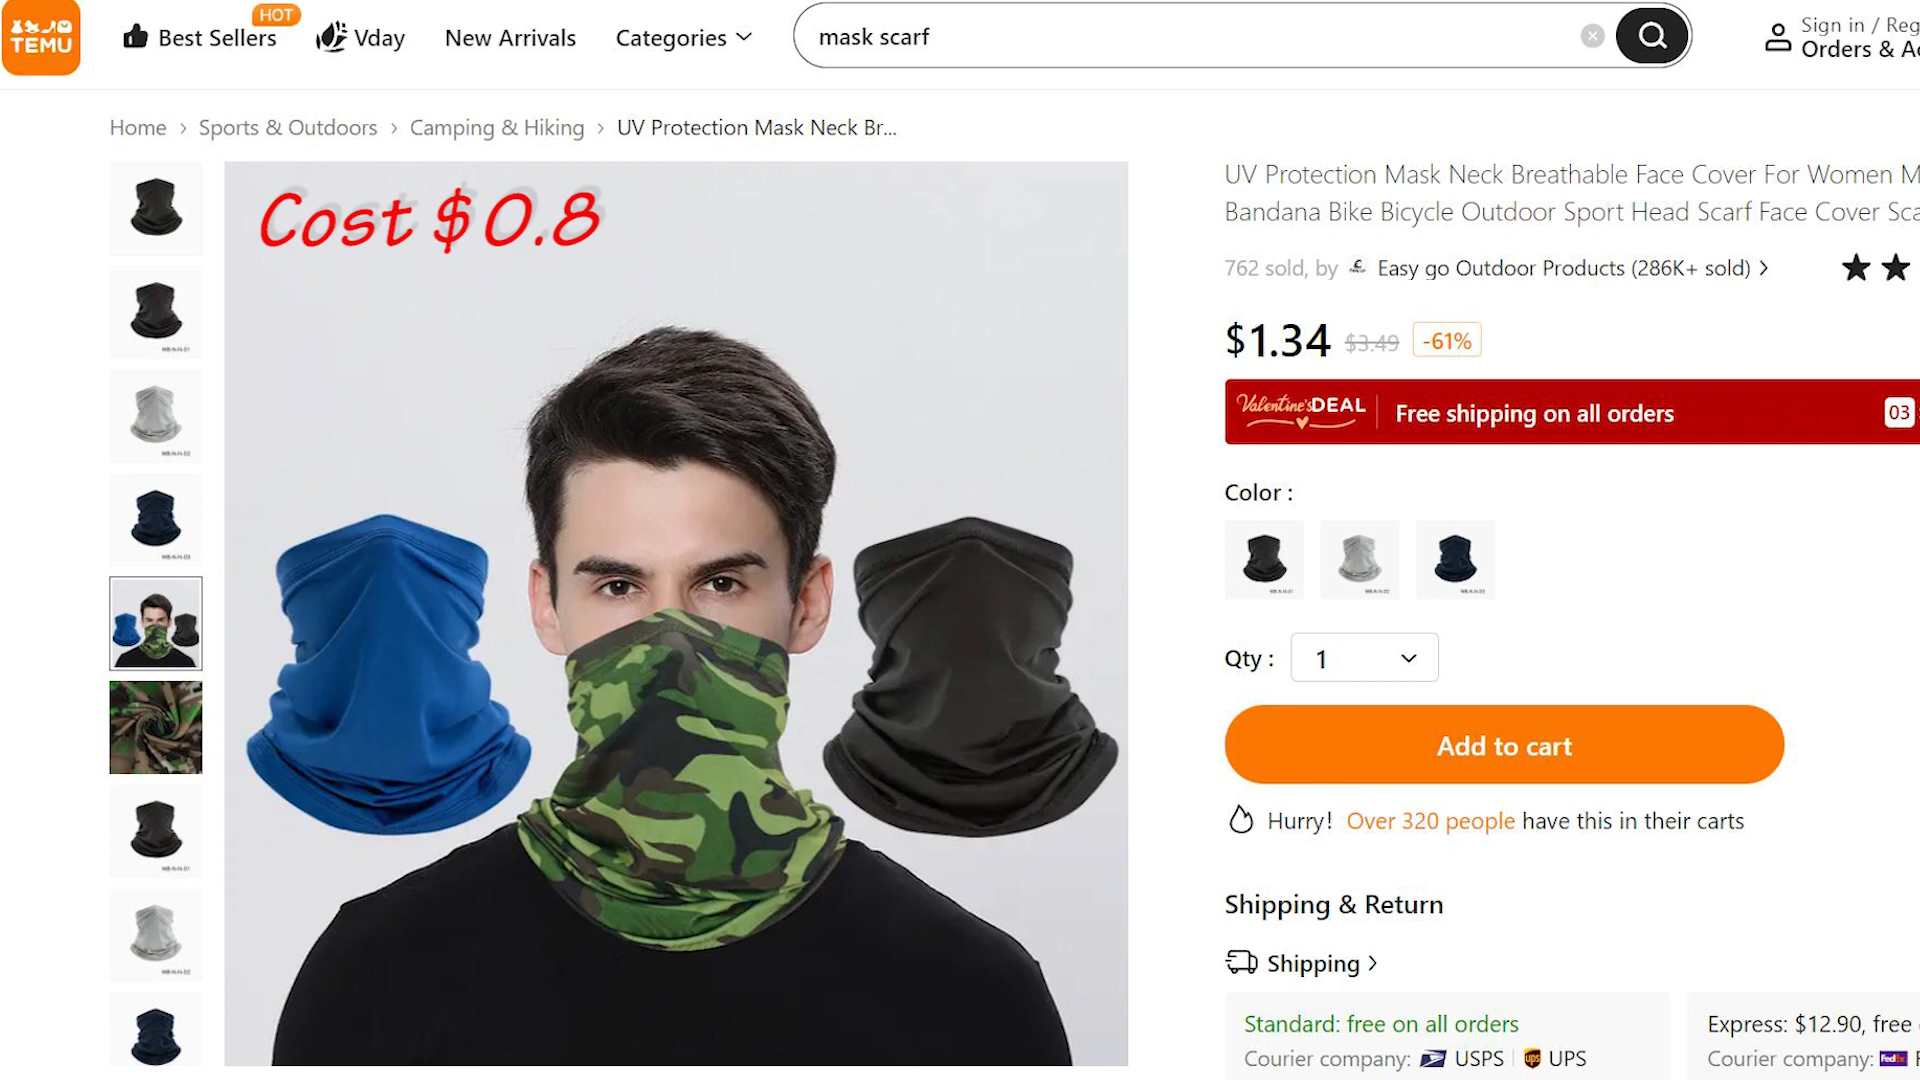 TEMU
Best Sellers
HOT
Vday
New Arrivals
Categories
mask scarf
Sign in / Reg
Orders & Ac
Home › Sports & Outdoors › Camping & Hiking › UV Protection Mask Neck Br...
Cost $0.8
UV Protection Mask Neck Breathable Face Cover For Women M
Bandana Bike Bicycle Outdoor Sport Head Scarf Face Cover Sca
762 sold, by Easy go Outdoor Products (286K+ sold) ›
$1.34 $3.49 -61%
Valentine's DEAL Free shipping on all orders 03
Color :
Qty : 1
Add to cart
Hurry! Over 320 people have this in their carts
Shipping & Return
Shipping ›
Standard: free on all orders
Courier company: USPS UPS
Express: $12.90, free
Courier company: FedEx F